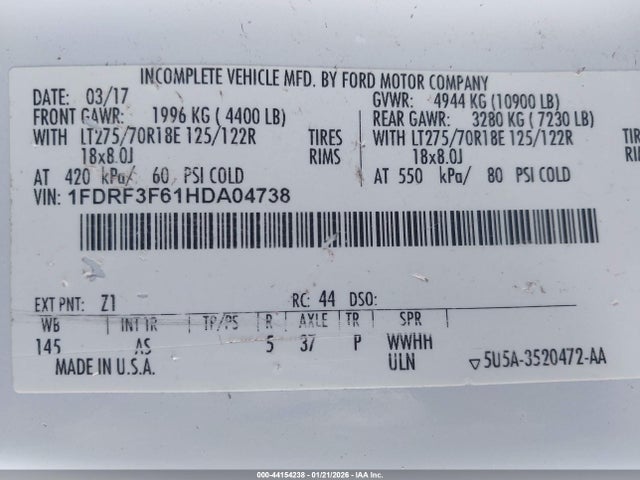 INCOMPLETE VEHICLE MFD. BY FORD MOTOR COMPANY
DATE: 03/17 GVWR: 4944 KG (10900 LB)
FRONT GAWR: 1996 KG ( 4400 LB) REAR GAWR: 3280 KG ( 7230 LB)
WITH LT275/70R18E 125/122R TIRES WITH LT275/70R18E 125/122R TIRES
18x8.0J RIMS 18x8.0J RIMS
AT 420 kPa/ 60 PSI COLD AT 550 kPa/ 80 PSI COLD
VIN: 1FDRF3F61HDA04738
EXT PNT: Z1 RC: 44 DSO:
WB INT TR TP/PS R AXLE TR SPR
145 AS 5 37 P WWHH
MADE IN U.S.A. ULN ▽5U5A-3520472-AA
000-44154238 - 01/21/2026 - IAA Inc.